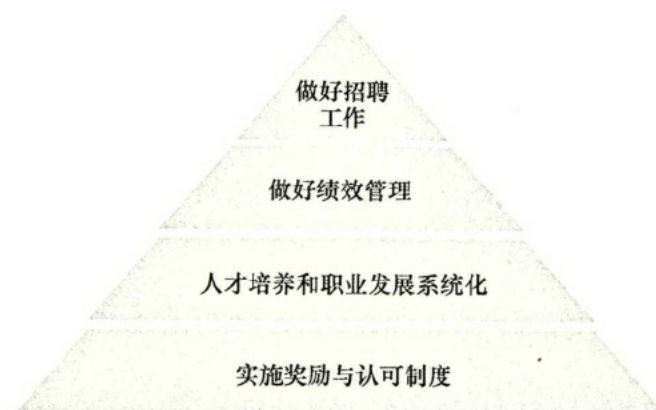 做好招聘
工作
做好绩效管理
人才培养和职业发展系统化
实施奖励与认可制度